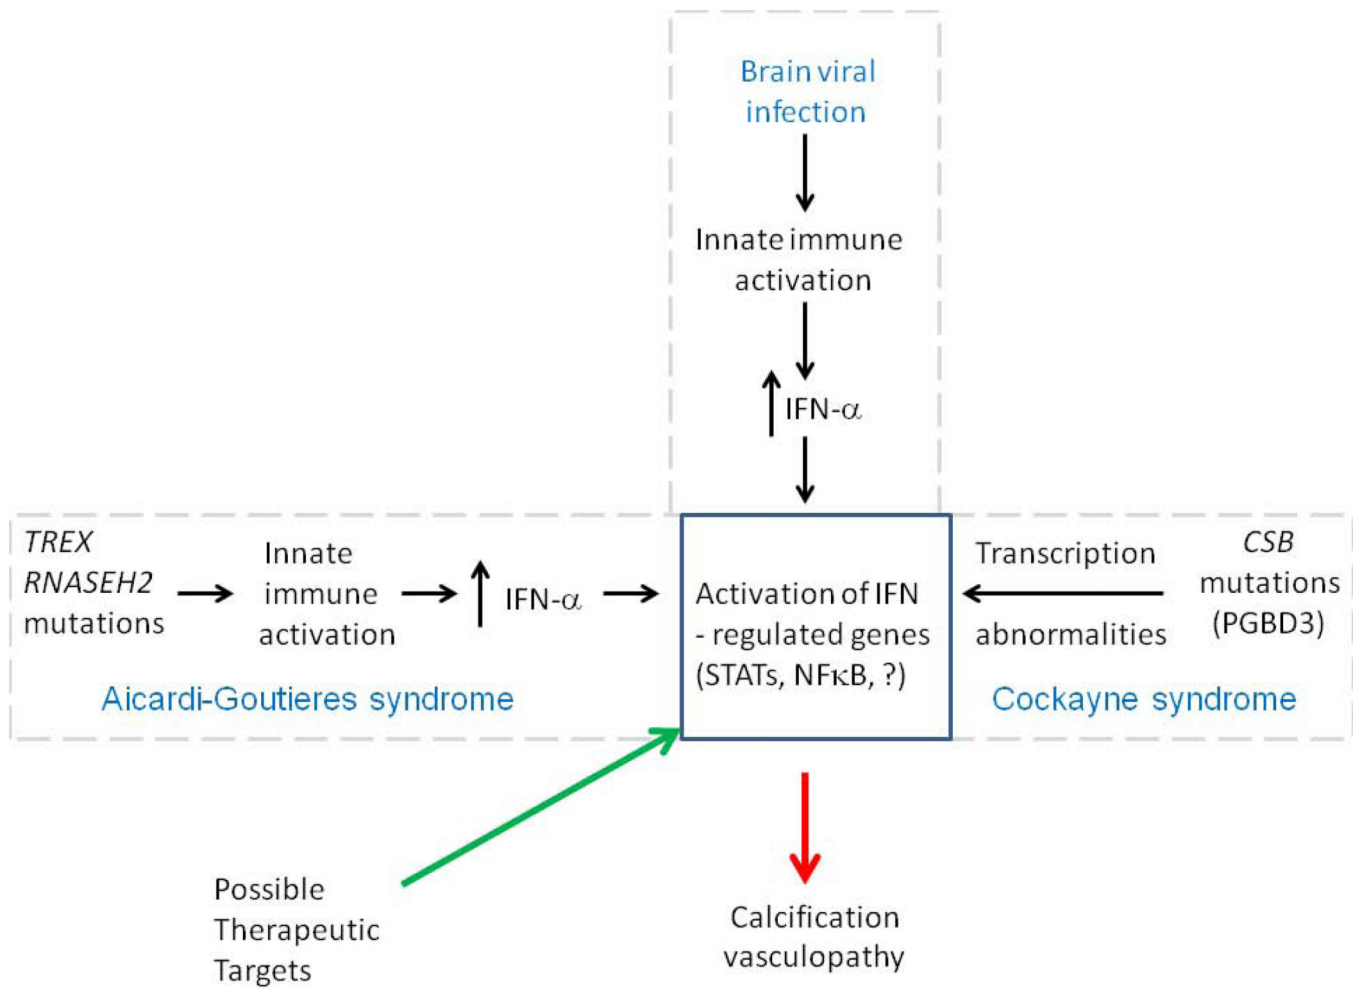 Brain viral
infection
Innate immune
activation
IFN-α
TREX
RNASEH2
mutations
Innate
immune
activation
IFN-α
Aicardi-Goutieres syndrome
Activation of IFN
- regulated genes
(STATs, NFκB, ?)
Transcription
abnormalities
CSB
mutations
(PGBD3)
Cockayne syndrome
Possible
Therapeutic
Targets
Calcification
vasculopathy